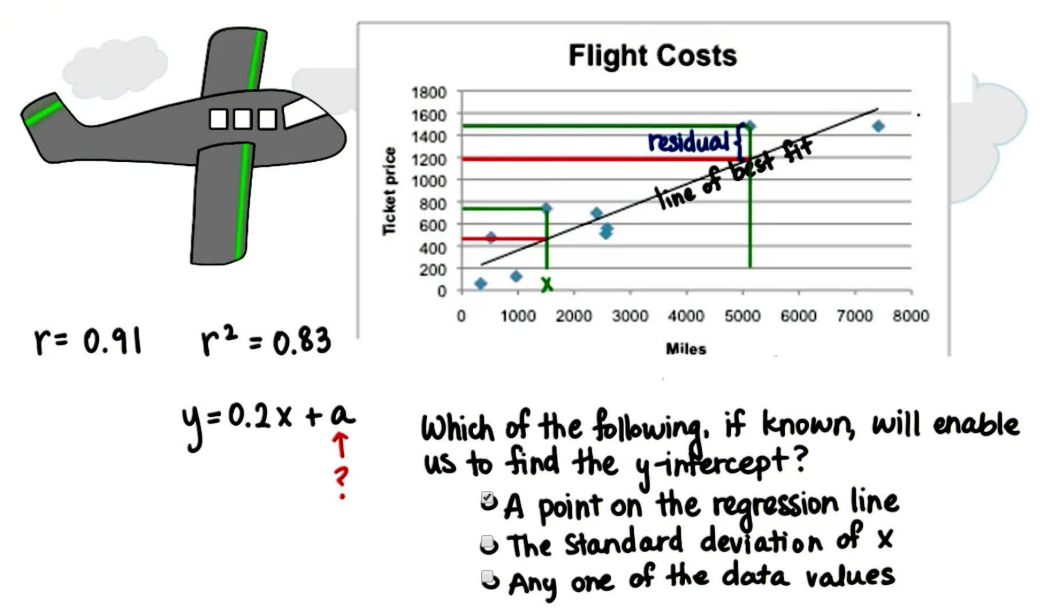 Flight Costs
1800
1600
1400
1200
1000
800
600
400
200
0
Ticket price
residual
line of best fit
x
0 1000 2000 3000 4000 5000 6000 7000 8000
Miles
r= 0.91 r² = 0.83
y=0.2x + a
?
Which of the following, if known, will enable
us to find the y-intercept?
A point on the regression line
The Standard deviation of x
Any one of the data values